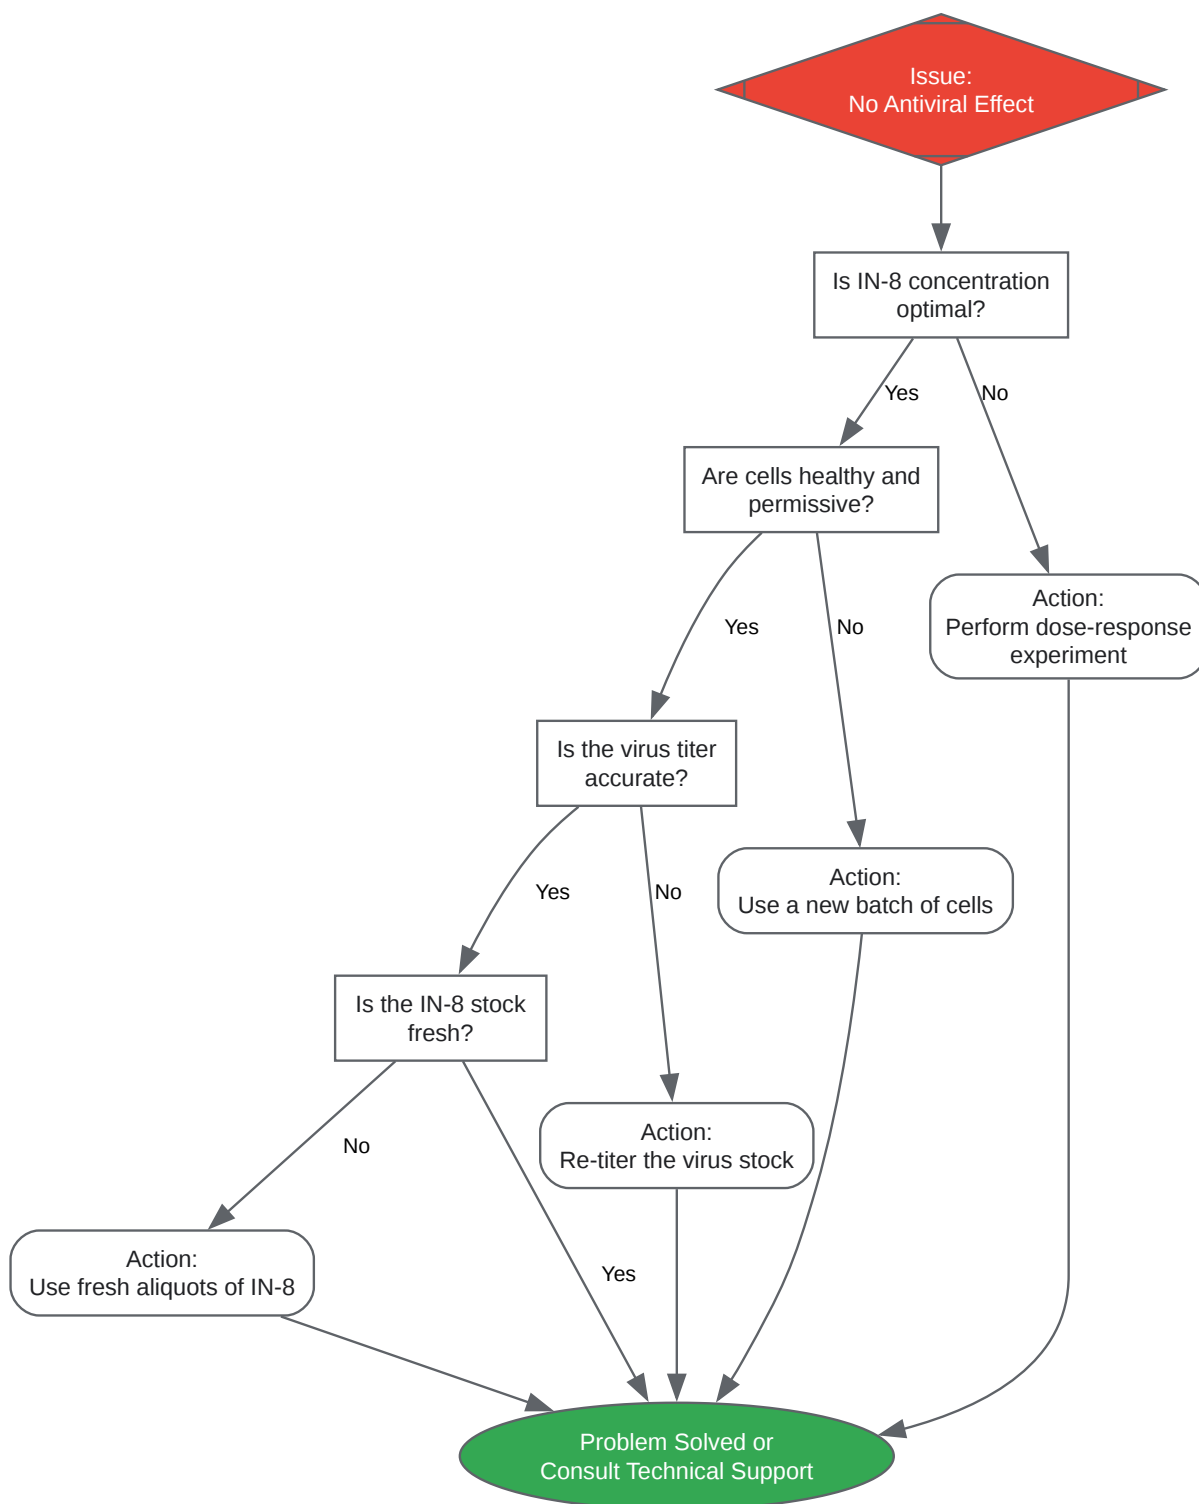 Issue:
No Antiviral Effect
Is IN-8 concentration
optimal?
Yes
No
Are cells healthy and
permissive?
Action:
Perform dose-response
experiment
Yes
No
Is the virus titer
accurate?
Action:
Use a new batch of cells
Yes
No
Is the IN-8 stock
fresh?
Action:
Re-titer the virus stock
No
Yes
Action:
Use fresh aliquots of IN-8
Problem Solved or
Consult Technical Support